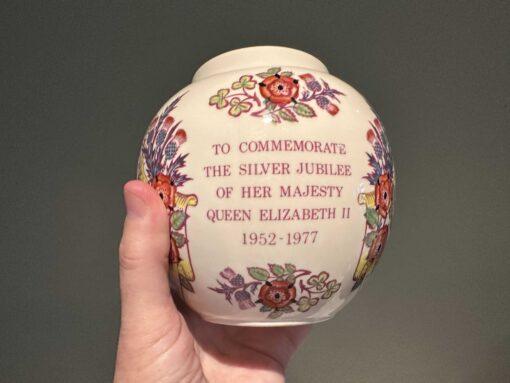 TO COMMEMORATE
THE SILVER JUBILEE
OF HER MAJESTY
QUEEN ELIZABETH II
1952-1977